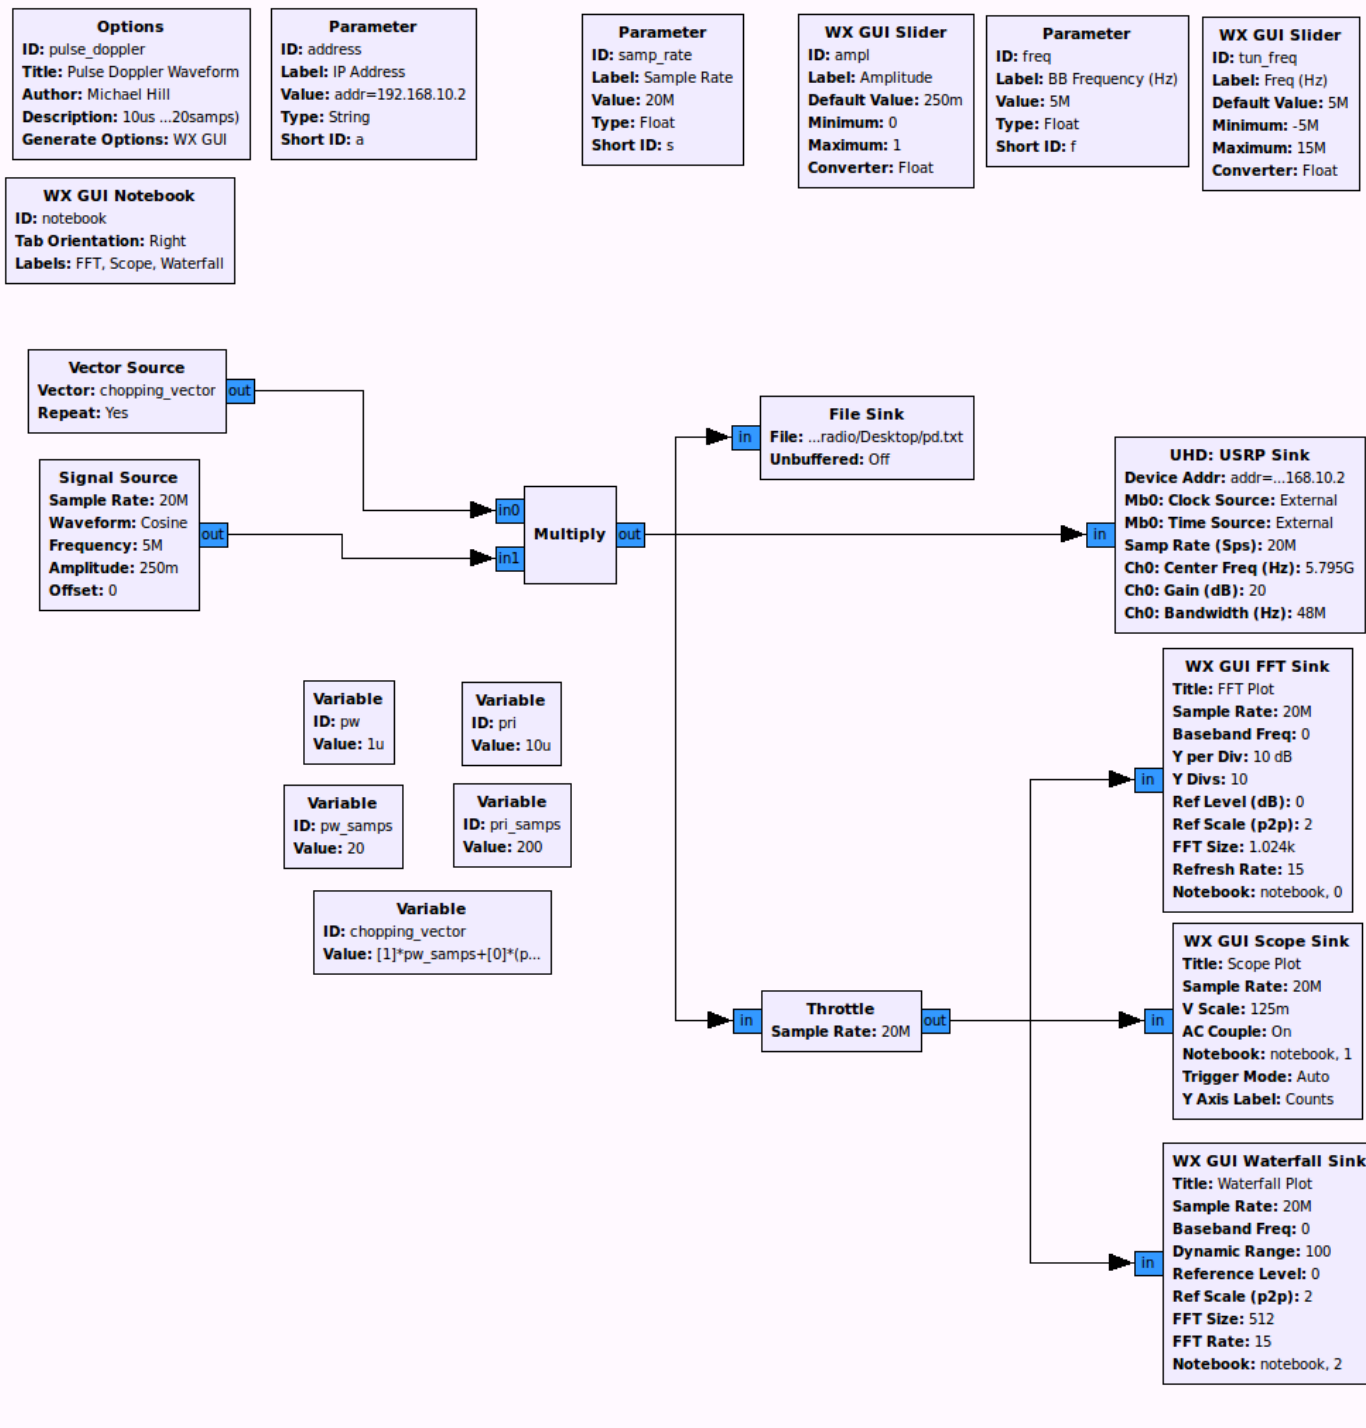 Options
ID: pulse_doppler
Title: Pulse Doppler Waveform
Author: Michael Hill
Description: 10us ...20samps)
Generate Options: WX GUI
Parameter
ID: address
Label: IP Address
Value: addr=192.168.10.2
Type: String
Short ID: a
Parameter
ID: samp_rate
Label: Sample Rate
Value: 20M
Type: Float
Short ID: s
WX GUI Slider
ID: ampl
Label: Amplitude
Default Value: 250m
Minimum: 0
Maximum: 1
Converter: Float
Parameter
ID: freq
Label: BB Frequency (Hz)
Value: 5M
Type: Float
Short ID: f
WX GUI Slider
ID: tun_freq
Label: Freq (Hz)
Default Value: 5M
Minimum: -5M
Maximum: 15M
Converter: Float
WX GUI Notebook
ID: notebook
Tab Orientation: Right
Labels: FFT, Scope, Waterfall
Vector Source
Vector: chopping_vector
Repeat: Yes
out
Signal Source
Sample Rate: 20M
Waveform: Cosine
Frequency: 5M
Amplitude: 250m
Offset: 0
out
in0
in1
Multiply
out
in
File Sink
File: ...radio/Desktop/pd.txt
Unbuffered: Off
in
UHD: USRP Sink
Device Addr: addr=...168.10.2
Mb0: Clock Source: External
Mb0: Time Source: External
Samp Rate (Sps): 20M
Ch0: Center Freq (Hz): 5.795G
Ch0: Gain (dB): 20
Ch0: Bandwidth (Hz): 48M
Variable
ID: pw
Value: 1u
Variable
ID: pri
Value: 10u
Variable
ID: pw_samps
Value: 20
Variable
ID: pri_samps
Value: 200
Variable
ID: chopping_vector
Value: [1]*pw_samps+[0]*(p...
in
Throttle
Sample Rate: 20M
out
in
WX GUI FFT Sink
Title: FFT Plot
Sample Rate: 20M
Baseband Freq: 0
Y per Div: 10 dB
Y Divs: 10
Ref Level (dB): 0
Ref Scale (p2p): 2
FFT Size: 1.024k
Refresh Rate: 15
Notebook: notebook, 0
in
WX GUI Scope Sink
Title: Scope Plot
Sample Rate: 20M
V Scale: 125m
AC Couple: On
Notebook: notebook, 1
Trigger Mode: Auto
Y Axis Label: Counts
in
WX GUI Waterfall Sink
Title: Waterfall Plot
Sample Rate: 20M
Baseband Freq: 0
Dynamic Range: 100
Reference Level: 0
Ref Scale (p2p): 2
FFT Size: 512
FFT Rate: 15
Notebook: notebook, 2